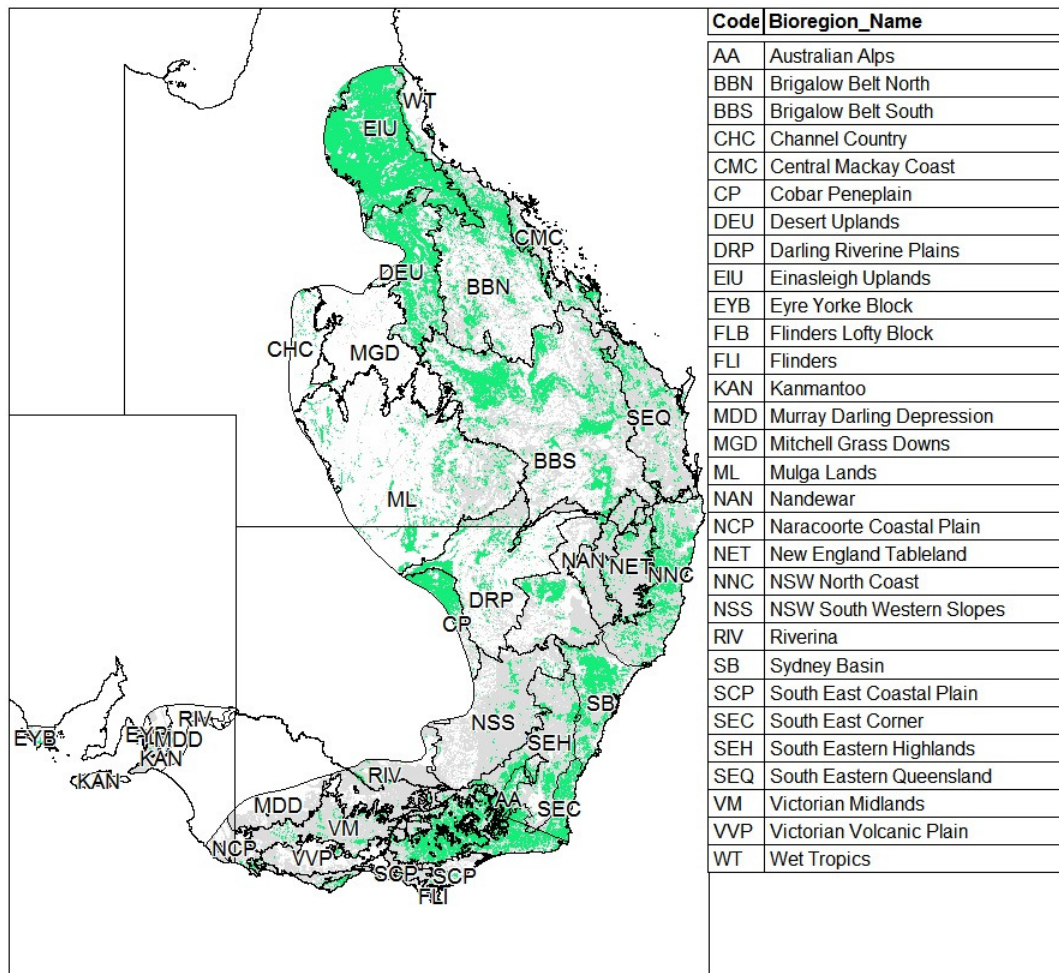 Code Bioregion_Name
AA Australian Alps
BBN Brigalow Belt North
BBS Brigalow Belt South
CHC Channel Country
CMC Central Mackay Coast
CP Cobar Peneplain
DEU Desert Uplands
DRP Darling Riverine Plains
EIU Einasleigh Uplands
EYB Eyre Yorke Block
FLB Flinders Lofty Block
FLI Flinders
KAN Kanmantoo
MDD Murray Darling Depression
MGD Mitchell Grass Downs
ML Mulga Lands
NAN Nandewar
NCP Naracoorte Coastal Plain
NET New England Tableland
NNC NSW North Coast
NSS NSW South Western Slopes
RIV Riverina
SB Sydney Basin
SCP South East Coastal Plain
SEC South East Corner
SEH South Eastern Highlands
SEQ South Eastern Queensland
VM Victorian Midlands
VVP Victorian Volcanic Plain
WT Wet Tropics
WT
EIU
CMC
DEU
BBN
CHC
MGD
SEQ
BBS
ML
NAN NET NNC
DRP
CP
SB
NSS
SEH
RIV
EYB
MDD
KAN
KAN
RIV
MDD
AA
SEC
VM
NCP
VVP
SCP SCP
FLI